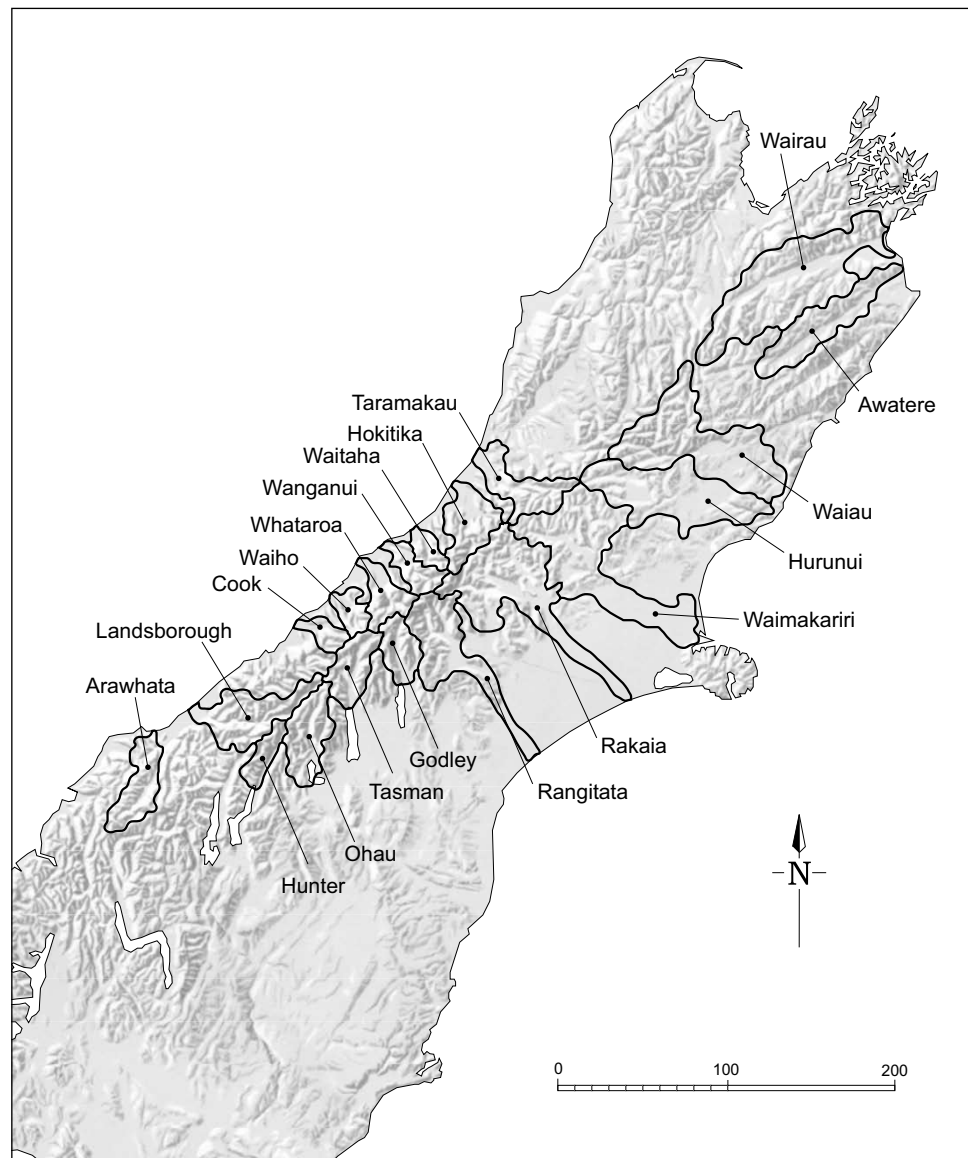 Wairau
Awatere
Taramakau
Hokitika
Waitaha
Wanganui
Whataroa
Waiho
Cook
Landsborough
Arawhata
Waiau
Hurunui
Waimakariri
Rakaia
Rangitata
Godley
Tasman
Ohau
Hunter
N
0 100 200